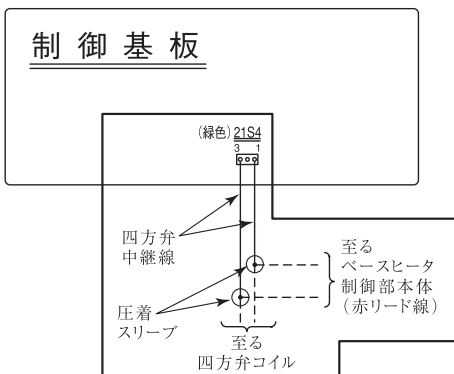 制御基板
(緑色) 21S4
3 1
四方弁
中継線
至る
ベースヒータ
制御部本体
(赤リード線)
圧着
スリーブ
至る
四方弁コイル